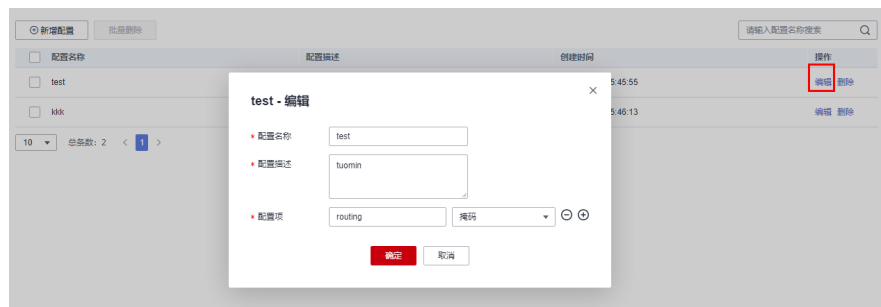 新增配置 批量删除 请输入配置名称搜索
配置名称 配置描述 创建时间 操作
test 5:45:55 编辑 删除
kkk 5:46:13 编辑 删除
10 总条数: 2 < 1 >
test - 编辑
* 配置名称 test
* 配置描述 tuomin
* 配置项 routing 掩码
确定 取消